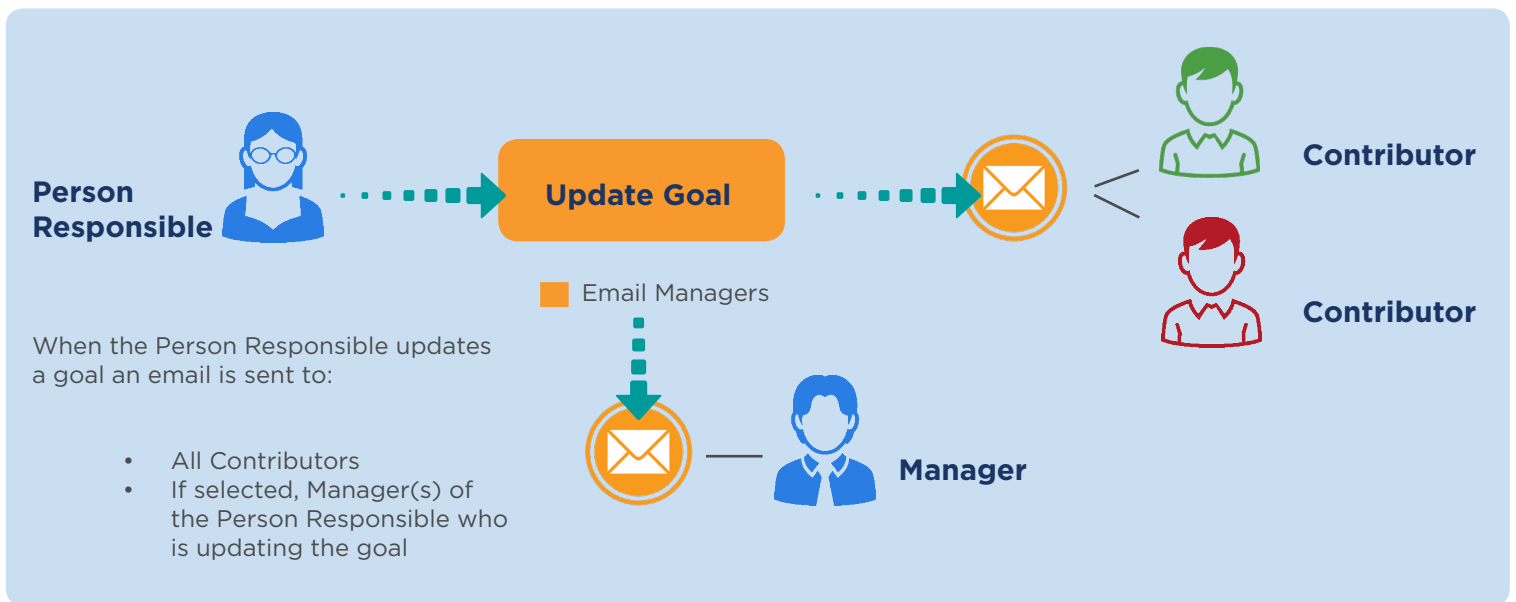 Person
Responsible
Update Goal
Contributor
Contributor
Email Managers
When the Person Responsible updates
a goal an email is sent to:
• All Contributors
• If selected, Manager(s) of
the Person Responsible who
is updating the goal
Manager